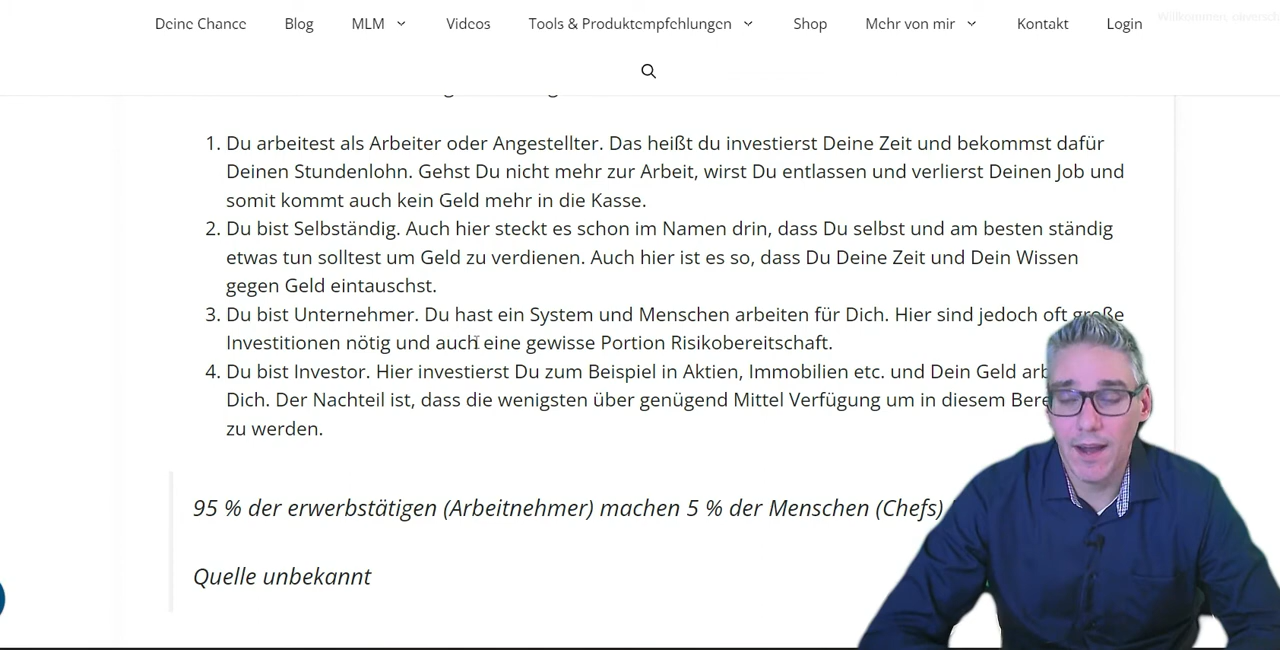 Deine Chance Blog MLM Videos Tools & Produktempfehlungen Shop Mehr von mir Kontakt Login
Willkommen,
1. Du arbeitest als Arbeiter oder Angestellter. Das heißt du investierst Deine Zeit und bekommst dafür
Deinen Stundenlohn. Gehst Du nicht mehr zur Arbeit, wirst Du entlassen und verlierst Deinen Job und
somit kommt auch kein Geld mehr in die Kasse.
2. Du bist Selbständig. Auch hier steckt es schon im Namen drin, dass Du selbst und am besten ständig
etwas tun solltest um Geld zu verdienen. Auch hier ist es so, dass Du Deine Zeit und Dein Wissen
gegen Geld eintauschst.
3. Du bist Unternehmer. Du hast ein System und Menschen arbeiten für Dich. Hier sind jedoch oft große
Investitionen nötig und auch eine gewisse Portion Risikobereitschaft.
4. Du bist Investor. Hier investierst Du zum Beispiel in Aktien, Immobilien etc. und Dein Geld
Dich. Der Nachteil ist, dass die wenigsten über genügend Mittel Verfügung um in diesem
zu werden.
95 % der erwerbstätigen (Arbeitnehmer) machen 5 % der Menschen (Chefs)
Quelle unbekannt